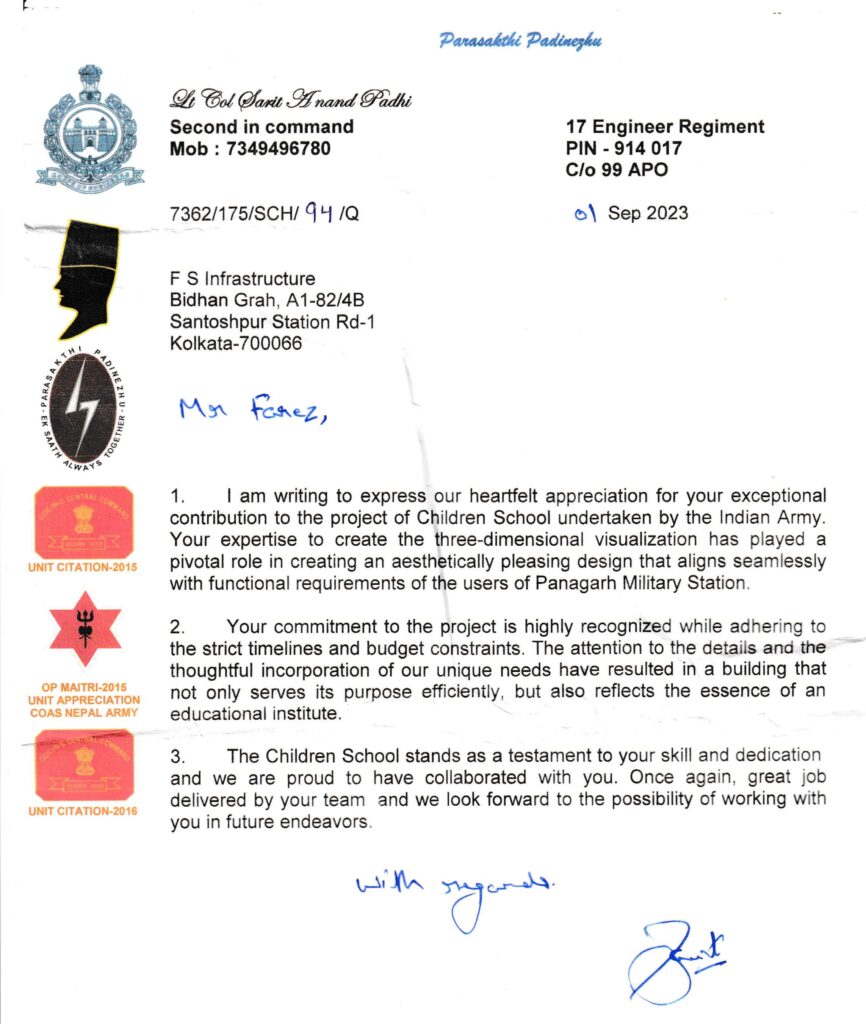 Parasakthi Padinezhu
Lt Col Sarit Anand Padhi
Second in command
Mob : 7349496780
17 Engineer Regiment
PIN - 914 017
C/o 99 APO
7362/175/SCH/ 94 /Q
01 Sep 2023
F S Infrastructure
Bidhan Grah, A1-82/4B
Santoshpur Station Rd-1
Kolkata-700066
PARASAKTHI PADINEZHU
EK SAATH ALWAYS TOGETHER
Mr Farez,
GOC-IN-C CENTRAL COMMAND
UNIT CITATION-2015
OP MAITRI-2015
UNIT APPRECIATION
COAS NEPAL ARMY
GOC-IN-C CENTRAL COMMAND
UNIT CITATION-2016
1. I am writing to express our heartfelt appreciation for your exceptional
contribution to the project of Children School undertaken by the Indian Army.
Your expertise to create the three-dimensional visualization has played a
pivotal role in creating an aesthetically pleasing design that aligns seamlessly
with functional requirements of the users of Panagarh Military Station.
2. Your commitment to the project is highly recognized while adhering to
the strict timelines and budget constraints. The attention to the details and the
thoughtful incorporation of our unique needs have resulted in a building that
not only serves its purpose efficiently, but also reflects the essence of an
educational institute.
3. The Children School stands as a testament to your skill and dedication
and we are proud to have collaborated with you. Once again, great job
delivered by your team and we look forward to the possibility of working with
you in future endeavors.
with regards.